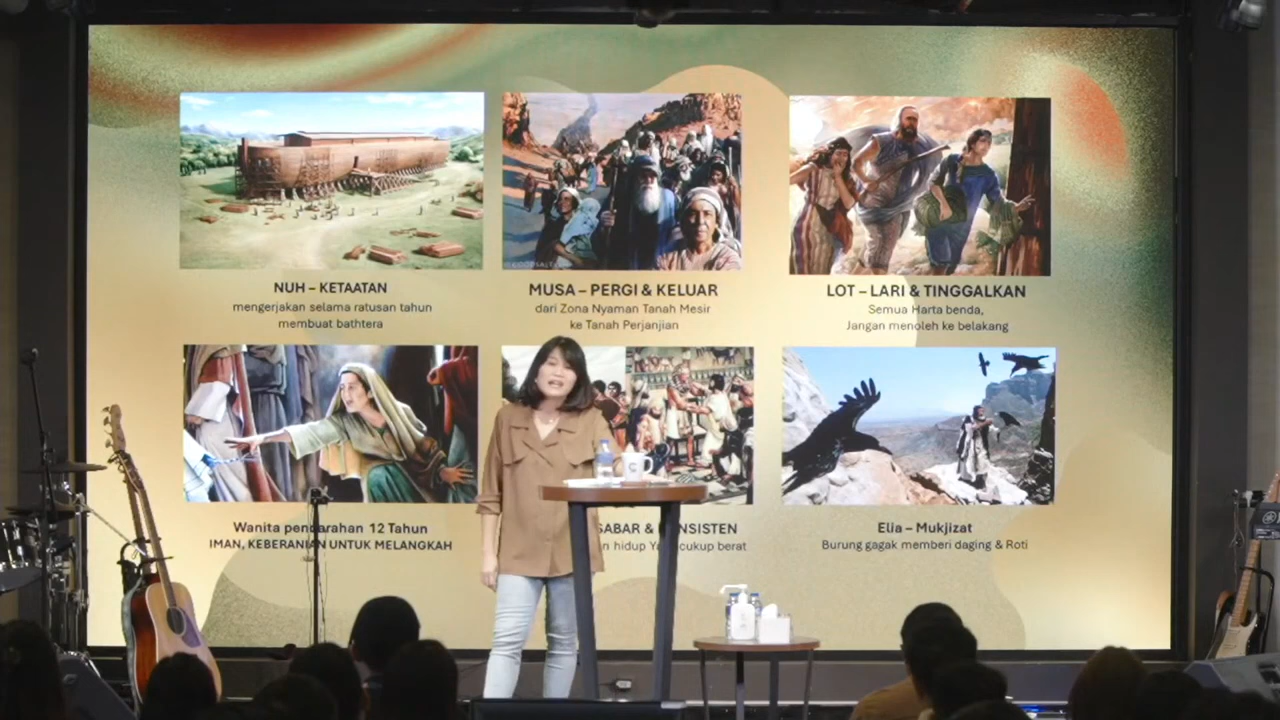 NUH – KETAATAN
mengerjakan selama ratusan tahun
membuat bathtera
MUSA – PERGI & KELUAR
dari Zona Nyaman Tanah Mesir
ke Tanah Perjanjian
LOT – LARI & TINGGALKAN
Semua Harta benda,
Jangan menoleh ke belakang
Wanita pendarahan 12 Tahun
IMAN, KEBERANIAN UNTUK MELANGKAH
SABAR &
hidup cukup berat
Elia – Mukjizat
Burung gagak memberi daging & Roti